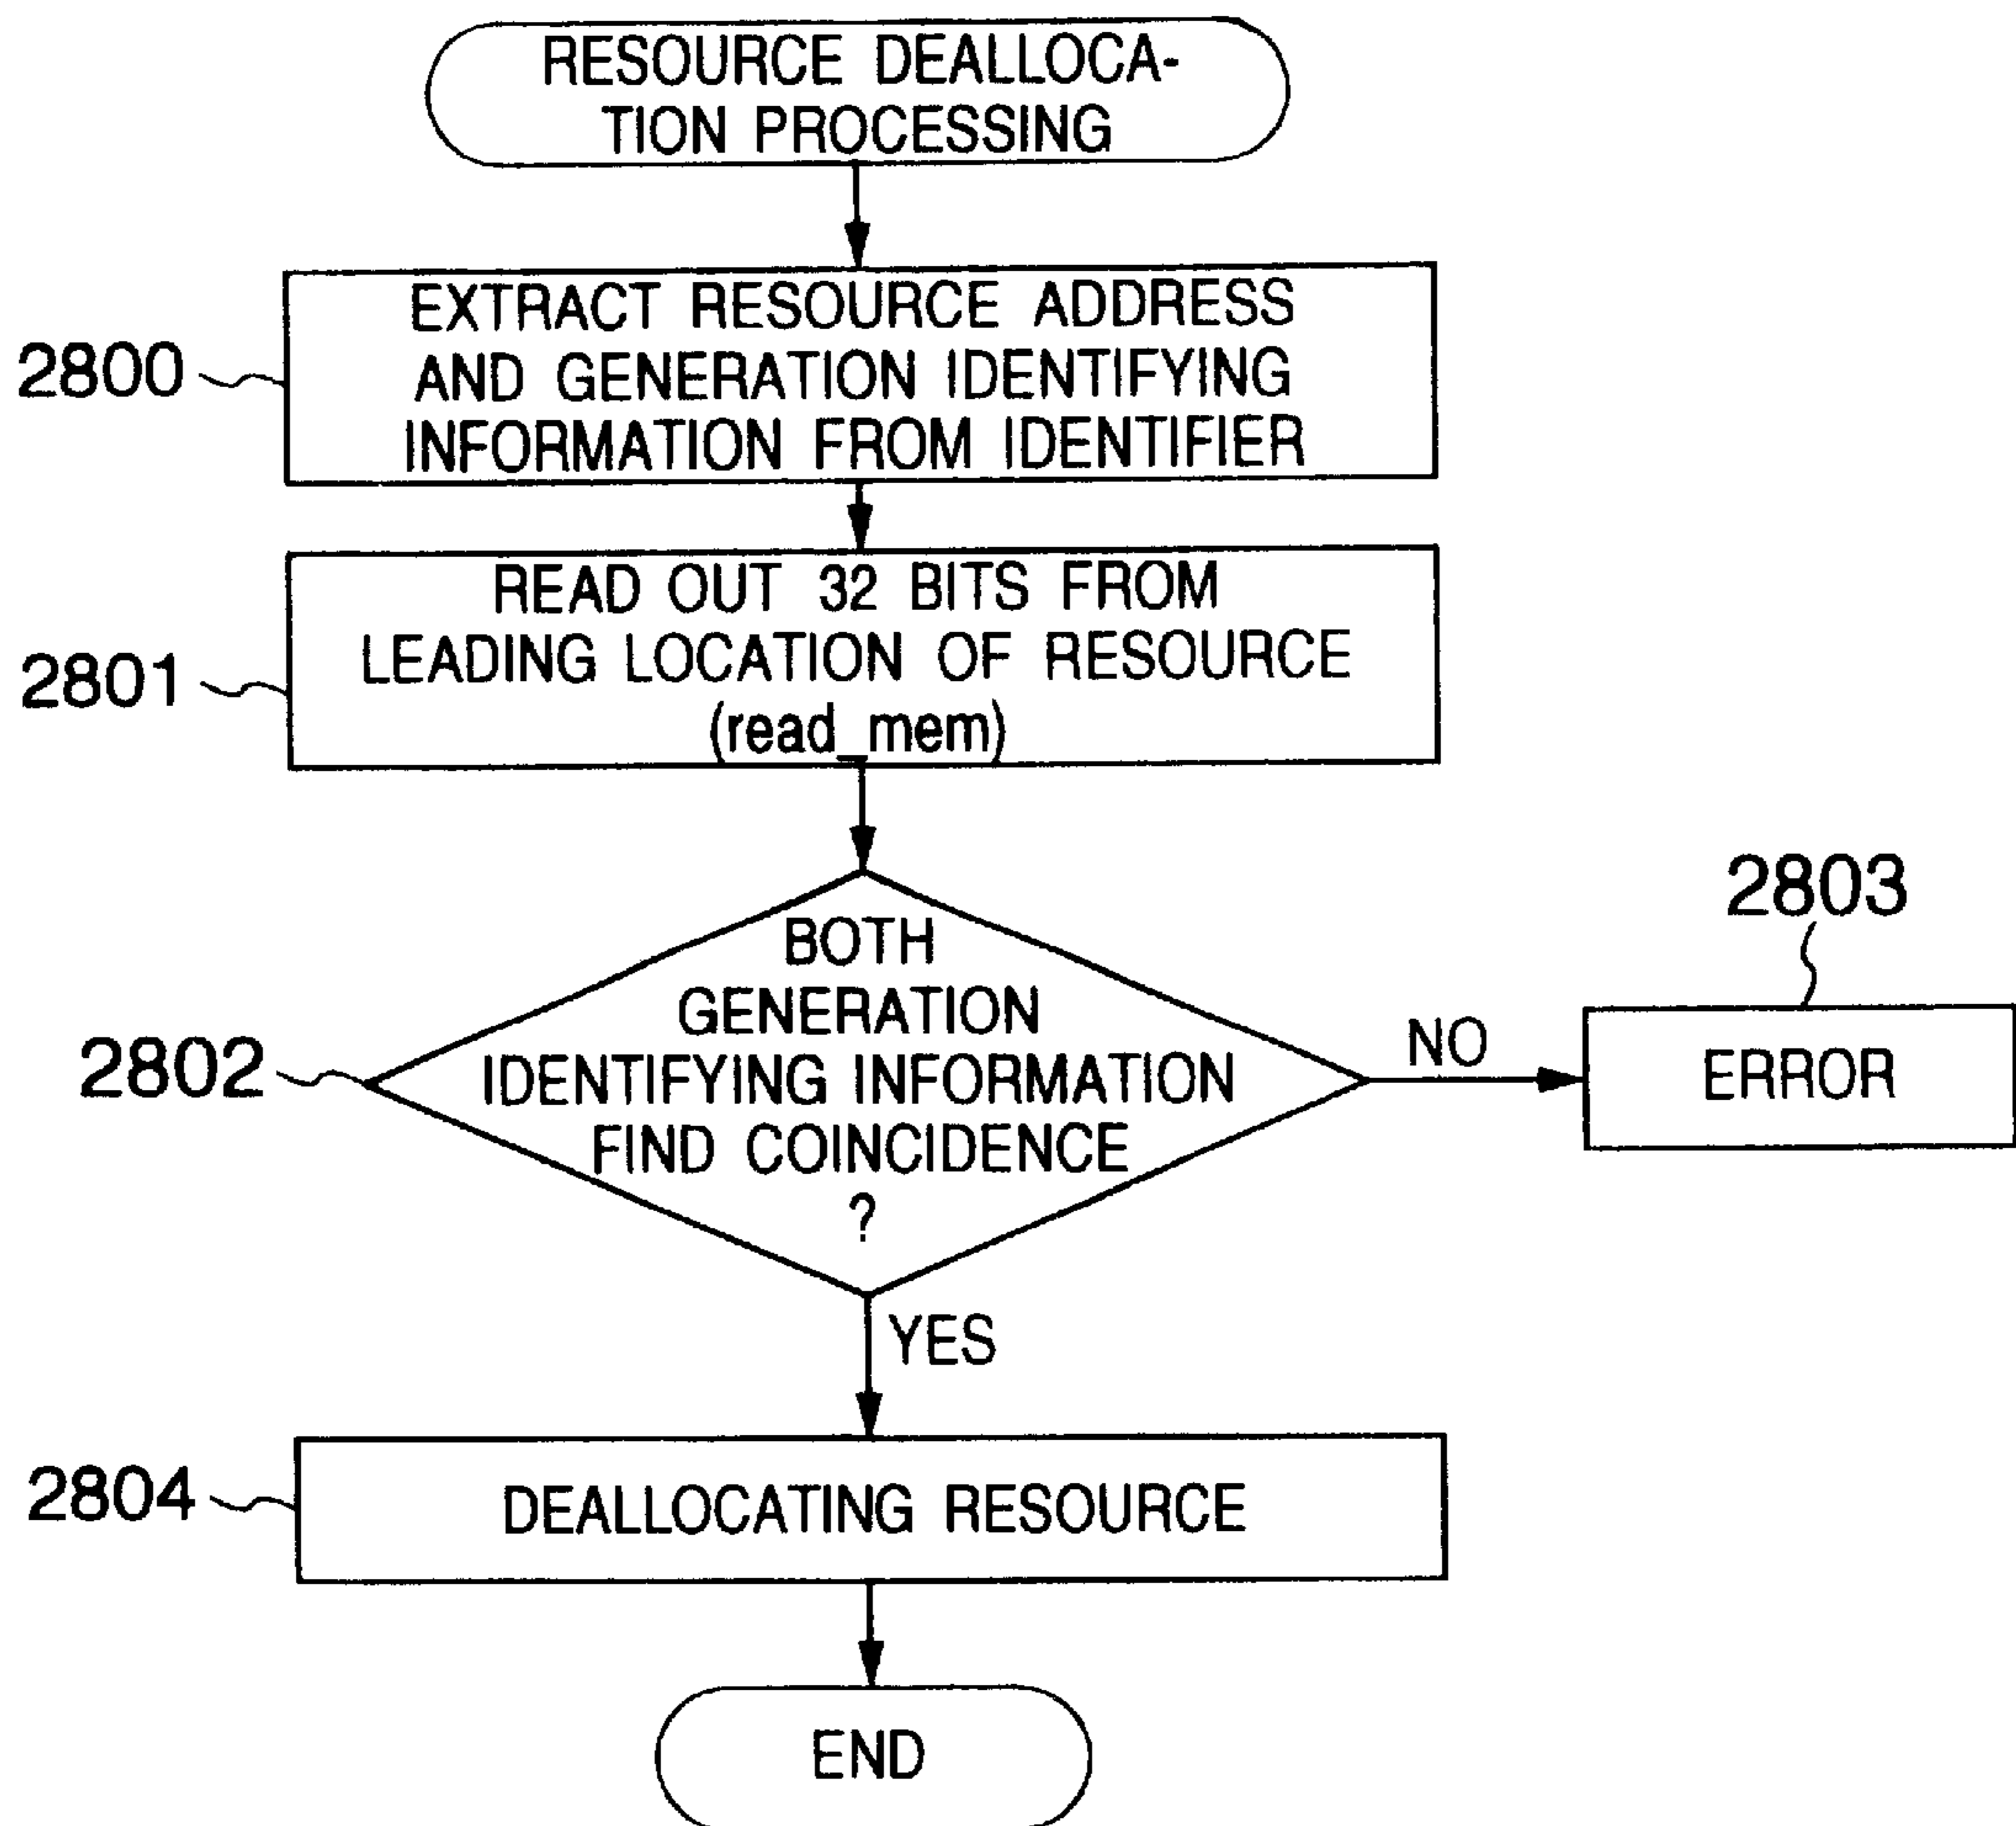 RESOURCE DEALLOCA-
TION PROCESSING
2800
EXTRACT RESOURCE ADDRESS
AND GENERATION IDENTIFYING
INFORMATION FROM IDENTIFIER
2801
READ OUT 32 BITS FROM
LEADING LOCATION OF RESOURCE
(read_mem)
2802
BOTH
GENERATION
IDENTIFYING INFORMATION
FIND COINCIDENCE
?
NO
2803
ERROR
YES
2804
DEALLOCATING RESOURCE
END